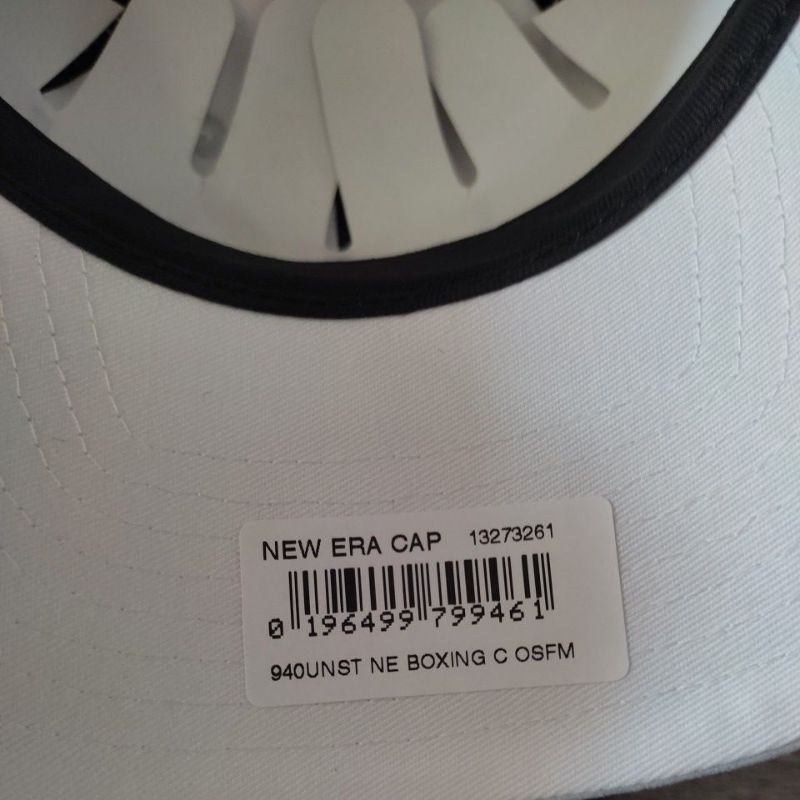 NEW ERA CAP 13273261
0 196499 799461
940UNST NE BOXING C OSFM